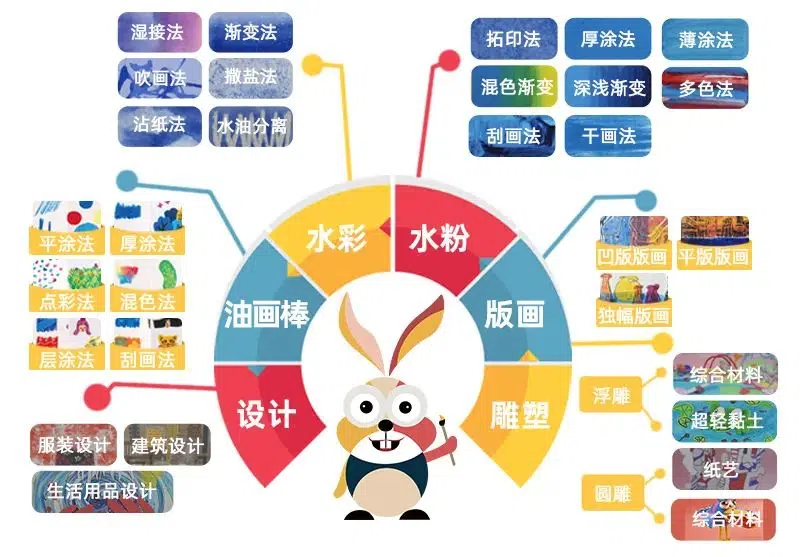 湿接法
渐变法
吹画法
撒盐法
沾纸法
水油分离
拓印法
厚涂法
薄涂法
混色渐变
深浅渐变
多色法
刮画法
干画法
平涂法
厚涂法
点彩法
混色法
层涂法
刮画法
水彩
水粉
油画棒
版画
设计
雕塑
凹版版画
平版版画
独幅版画
服装设计
建筑设计
生活用品设计
浮雕
综合材料
超轻黏土
圆雕
纸艺
综合材料